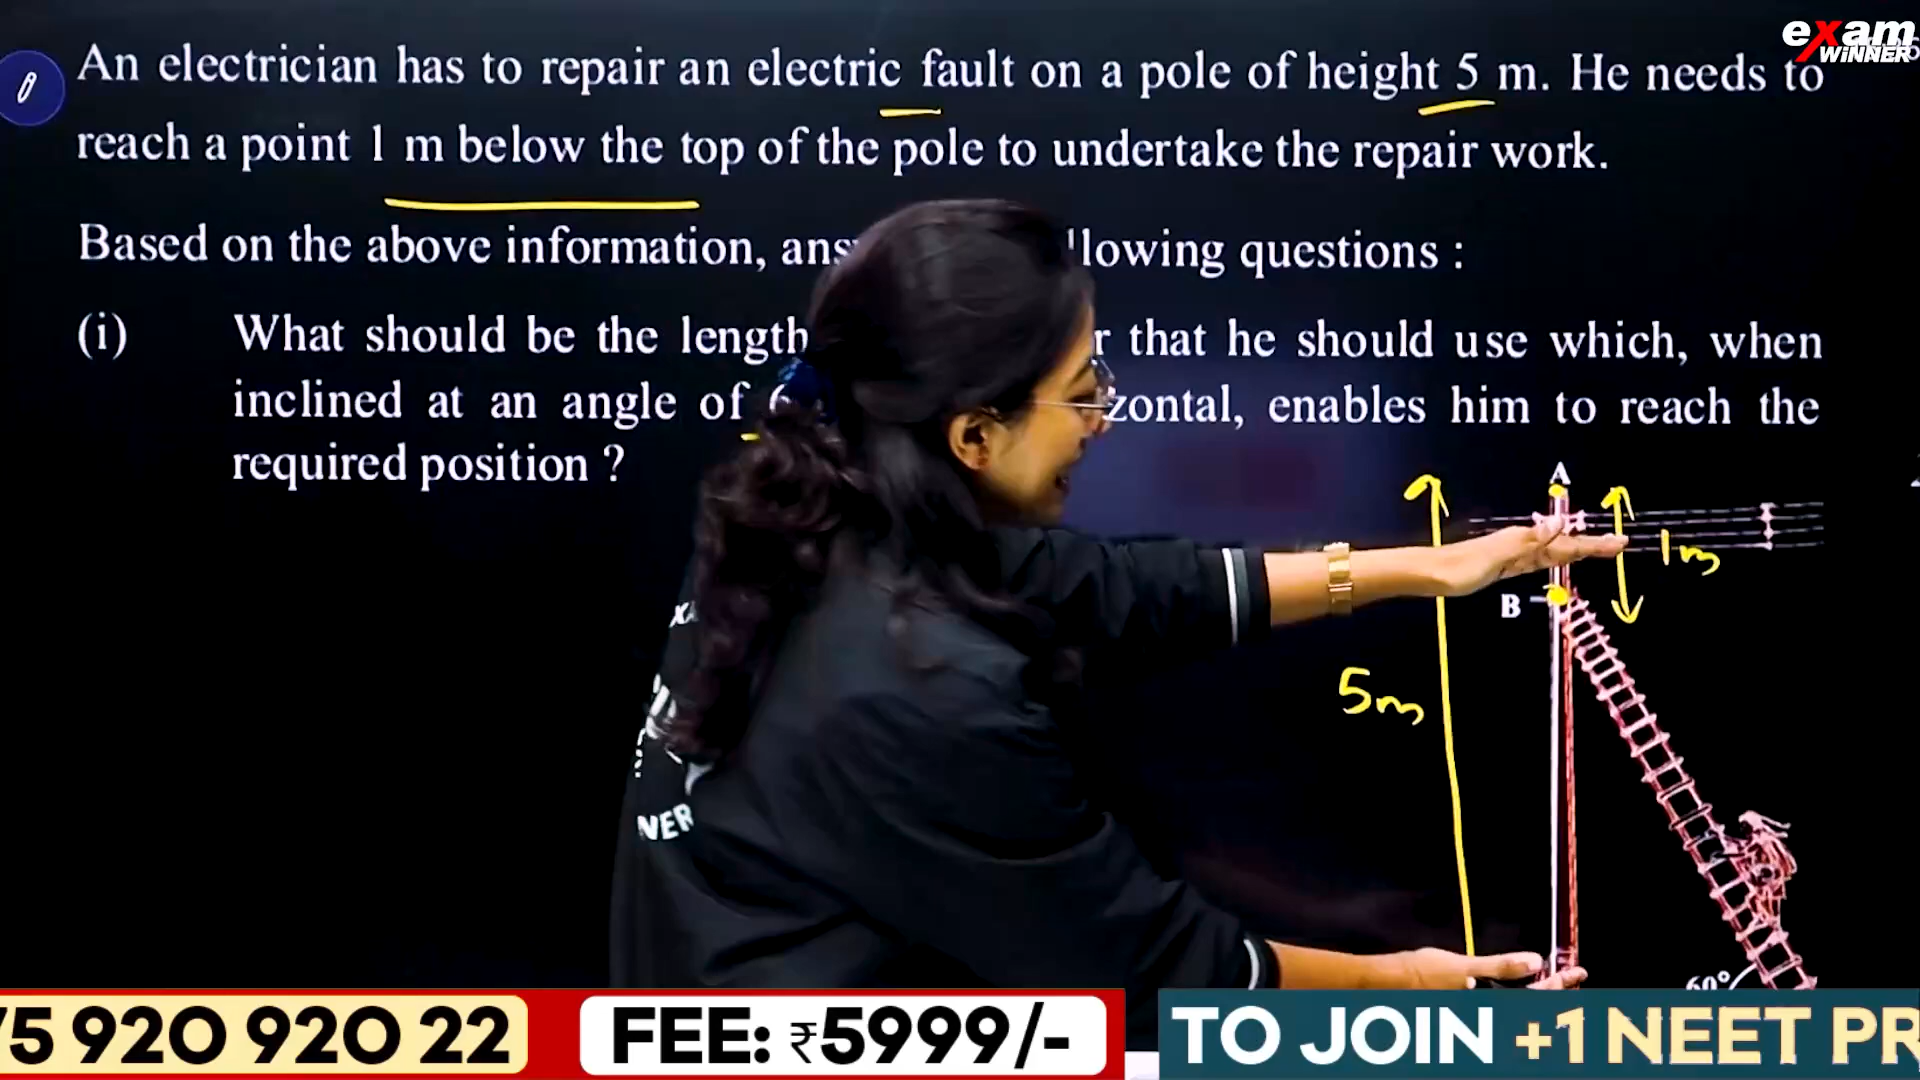 exam
WiNNER
An electrician has to repair an electric fault on a pole of height 5 m. He needs to
reach a point 1 m below the top of the pole to undertake the repair work.
Based on the above information, lowing questions :
(i) What should be the length that he should use which, when
inclined at an angle of zontal, enables him to reach the
required position ?
A
1m
B
5m
60°
NER
75 920 920 22
FEE: ₹5999/-
TO JOIN +1 NEET PR